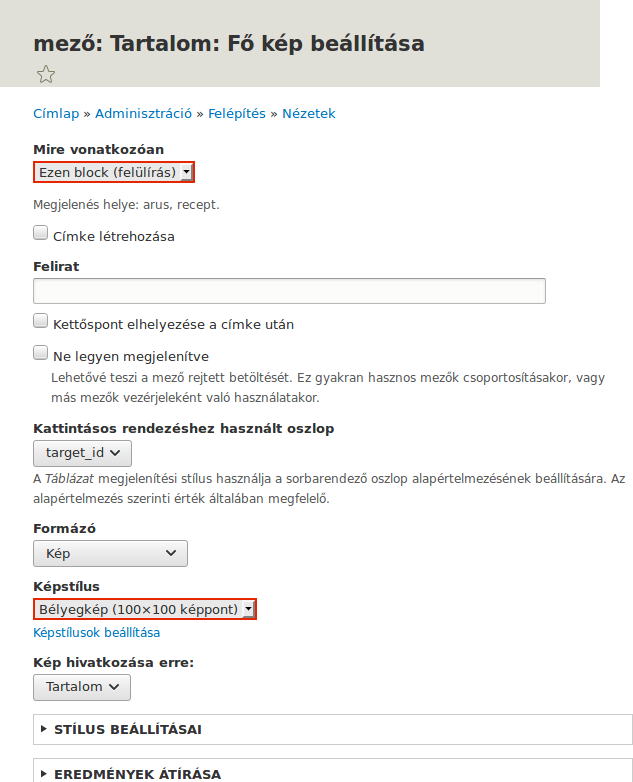 mező: Tartalom: Fő kép beállítása
Címlap » Adminisztráció » Felépítés » Nézetek
Mire vonatkozóan
Ezen block (felülírás)
Megjelenés helye: arus, recept.
Címke létrehozása
Felirat
Kettőspont elhelyezése a címke után
Ne legyen megjelenítve
Lehetővé teszi a mező rejtett betöltését. Ez gyakran hasznos mezők csoportosításakor, vagy
más mezők vezérjeleként való használatakor.
Kattintásos rendezéshez használt oszlop
target_id
A Táblázat megjelenítési stílus használja a sorbarendező oszlop alapértelmezésének beállítására. Az
alapértelmezés szerinti érték általában megfelelő.
Formázó
Kép
Képstílus
Bélyegkép (100×100 képpont)
Képstílusok beállítása
Kép hivatkozása erre:
Tartalom
STÍLUS BEÁLLÍTÁSAI
EREDMÉNYEK ÁTÍRÁSA